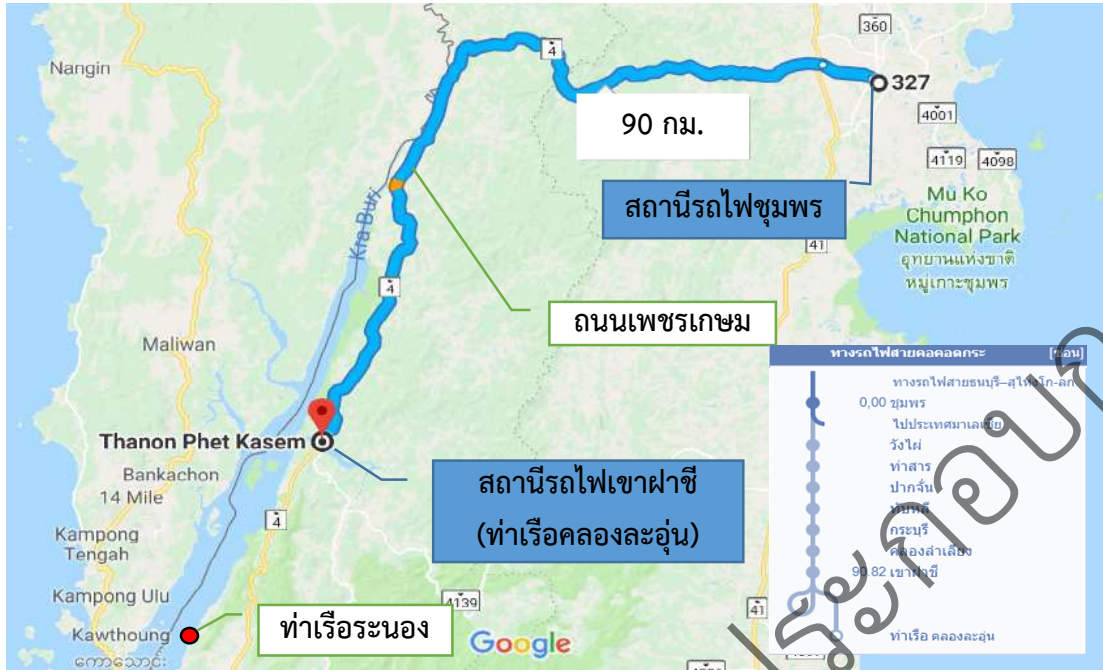 360
Nangin
4
327
90 กม.
4001
4119
4098
สถานีรถไฟชุมพร
Kra Buri
Mu Ko
Chumphon
National Park
อุทยานแห่งชาติ
หมู่เกาะชุมพร
41
4
ถนนเพชรเกษม
Maliwan
ทางรถไฟสายคอคอดกระ
[ซ่อน]
ทางรถไฟสายธนบุรี–สุไหงโก-ลก
0,00 ชุมพร
ไปประเทศมาเลเซีย
วังไผ่
ท่าสาร
ปากจั่น
ทับหลี
กระบุรี
คลองลำเลียง
90.82 เขาฝาชี
ท่าเรือ คลองละอุ่น
Thanon Phet Kasem
Bankachon
14 Mile
สถานีรถไฟเขาฝาชี
(ท่าเรือคลองละอุ่น)
4
Kampong
Tengah
Kampong Ulu
4139
41
ท่าเรือระนอง
Kawthoung
ကော့သောင်း
Google